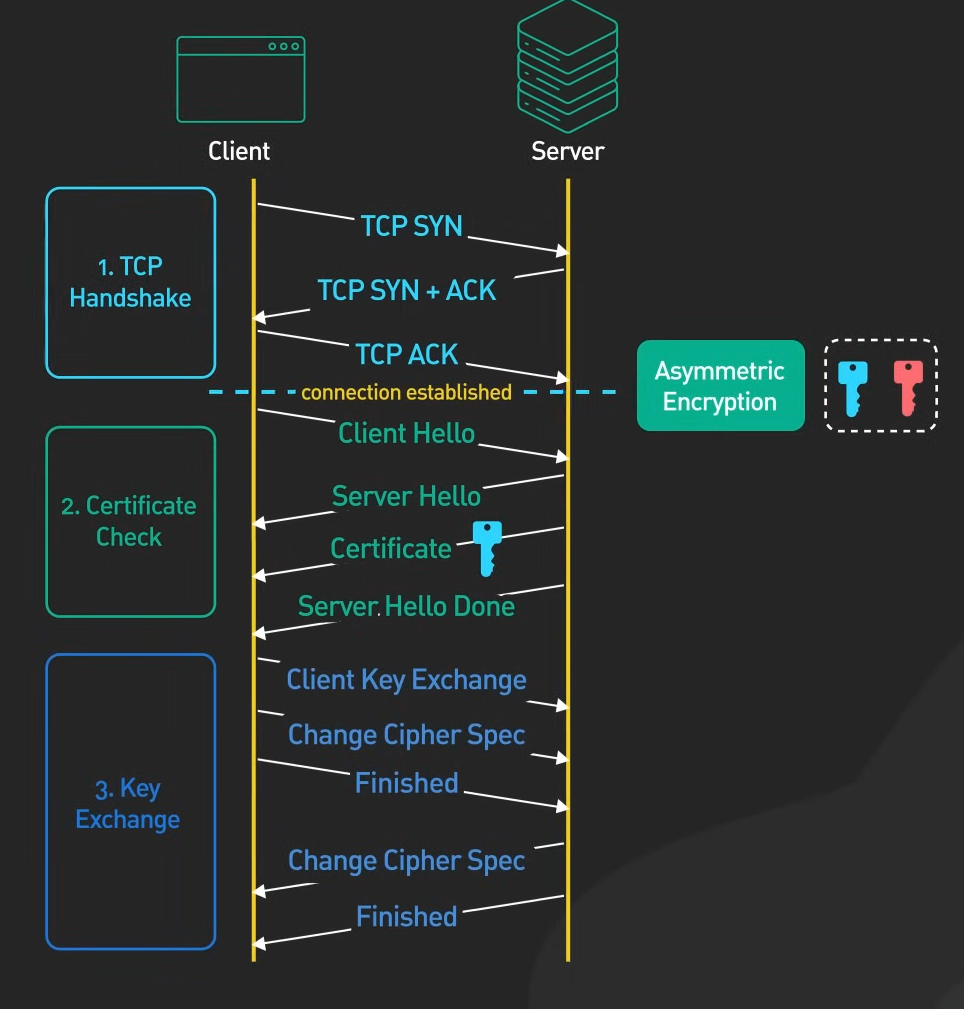 Client
Server
1. TCP
Handshake
TCP SYN
TCP SYN + ACK
TCP ACK
connection established
Asymmetric
Encryption
2. Certificate
Check
Client Hello
Server Hello
Certificate
Server Hello Done
3. Key
Exchange
Client Key Exchange
Change Cipher Spec
Finished
Change Cipher Spec
Finished